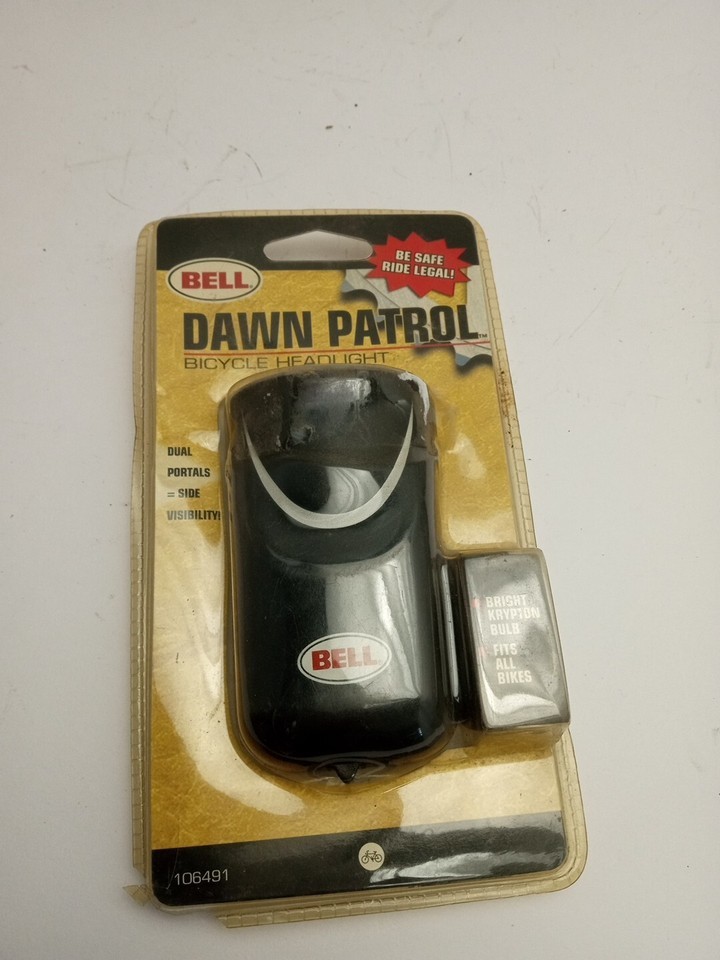 BELL
BE SAFE
RIDE LEGAL!
DAWN PATROL™
BICYCLE HEADLIGHT
DUAL
PORTALS
= SIDE
VISIBILITY!
BRIGHT
KRYPTON
BULB
FITS
ALL
BIKES
BELL
106491